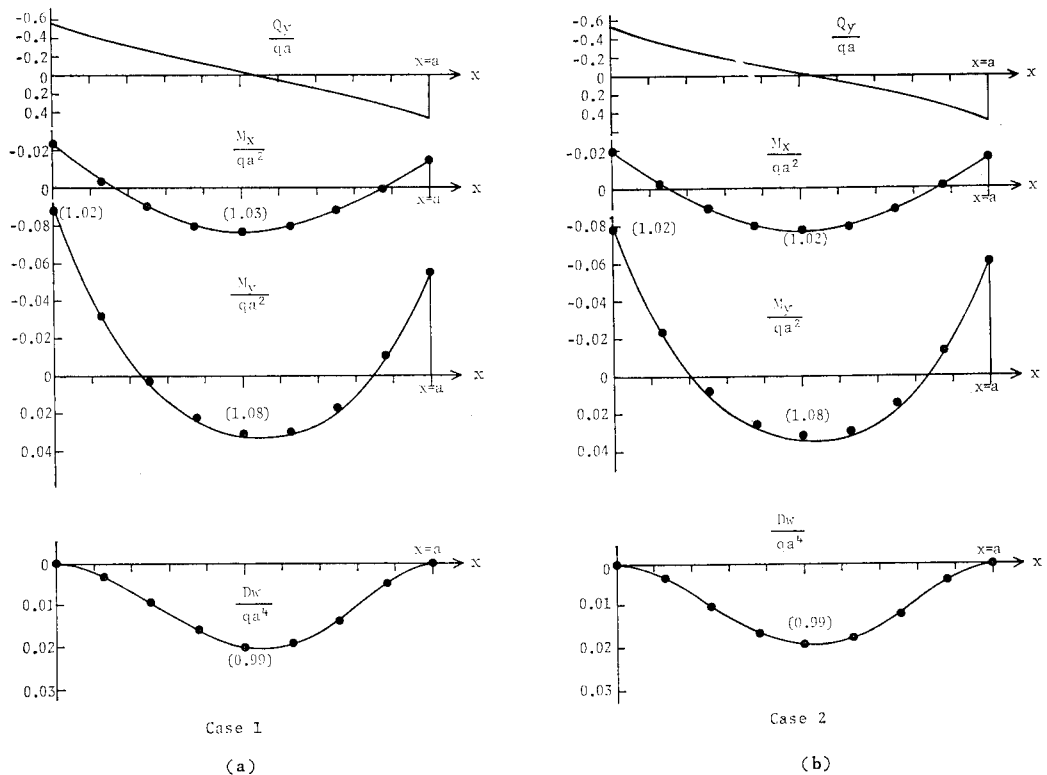 -0.6
-0.4
-0.2
0
0.2
0.4
Qy
qa
x=a
x
-0.02
0
Mx
qa²
x=a
x
(1.02)
(1.03)
-0.08
-0.06
-0.04
-0.02
0
0.02
0.04
My
qa²
x=a
x
(1.08)
0
0.01
0.02
0.03
Dw
qa⁴
x=a
x
(0.99)
Case 1
(a)
-0.6
-0.4
-0.2
0
0.2
0.4
Qy
qa
x=a
x
-0.02
0
Mx
qa²
x=a
x
(1.02)
(1.02)
-0.08
-0.06
-0.04
-0.02
0
0.02
0.04
My
qa²
x=a
x
(1.08)
0
0.01
0.02
0.03
Dw
qa⁴
x=a
x
(0.99)
Case 2
(b)